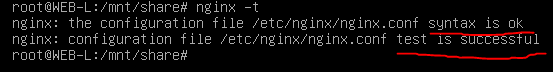 root@WEB-L:/mnt/share# nginx -t
nginx: the configuration file /etc/nginx/nginx.conf syntax is ok
nginx: configuration file /etc/nginx/nginx.conf test is successful
root@WEB-L:/mnt/share#